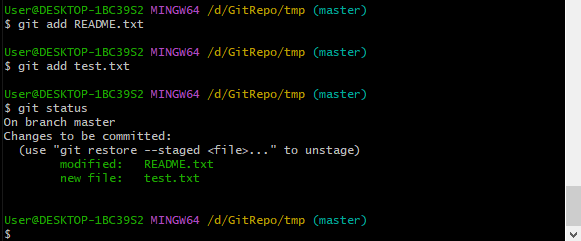 User@DESKTOP-1BC39S2 MINGW64 /d/GitRepo/tmp (master)
$ git add README.txt
User@DESKTOP-1BC39S2 MINGW64 /d/GitRepo/tmp (master)
$ git add test.txt
User@DESKTOP-1BC39S2 MINGW64 /d/GitRepo/tmp (master)
$ git status
On branch master
Changes to be committed:
  (use "git restore --staged <file>..." to unstage)
        modified:   README.txt
        new file:   test.txt
User@DESKTOP-1BC39S2 MINGW64 /d/GitRepo/tmp (master)
$